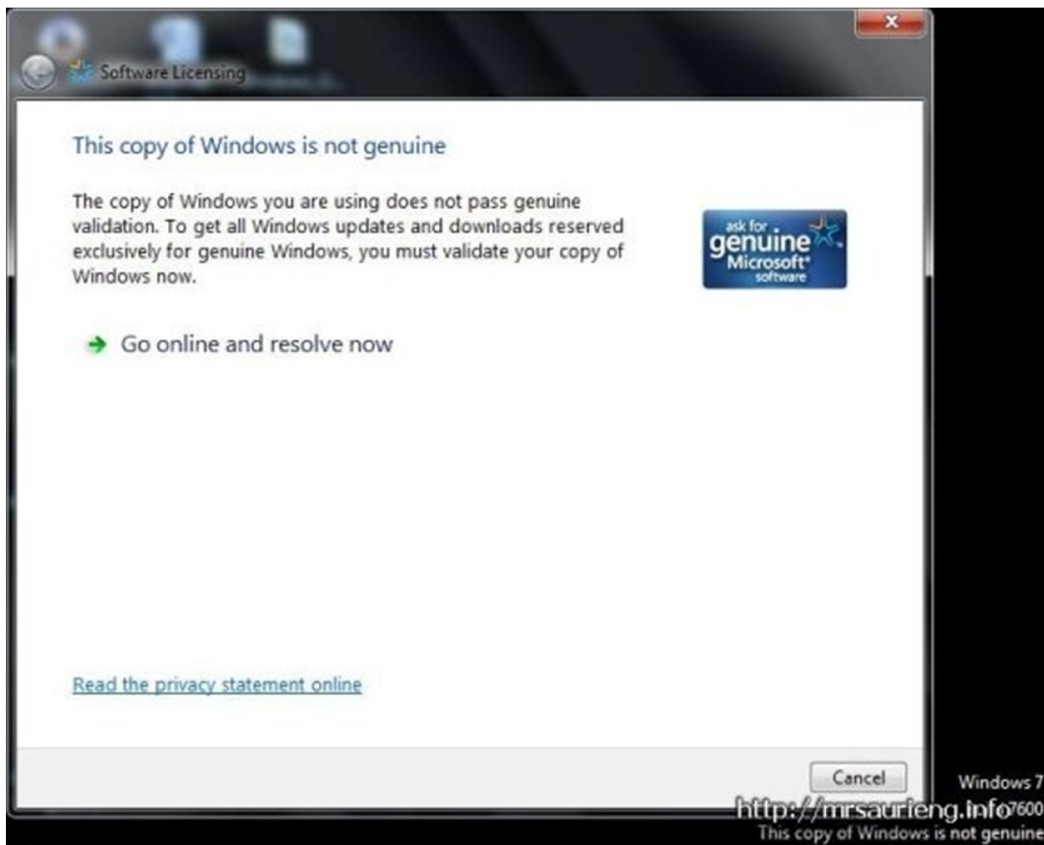 Software Licensing
This copy of Windows is not genuine
The copy of Windows you are using does not pass genuine
validation. To get all Windows updates and downloads reserved
exclusively for genuine Windows, you must validate your copy of
Windows now.
ask for
genuine
Microsoft®
software
Go online and resolve now
Read the privacy statement online
Cancel
Windows 7
http://mrsaurieng.info
7600
This copy of Windows is not genuine